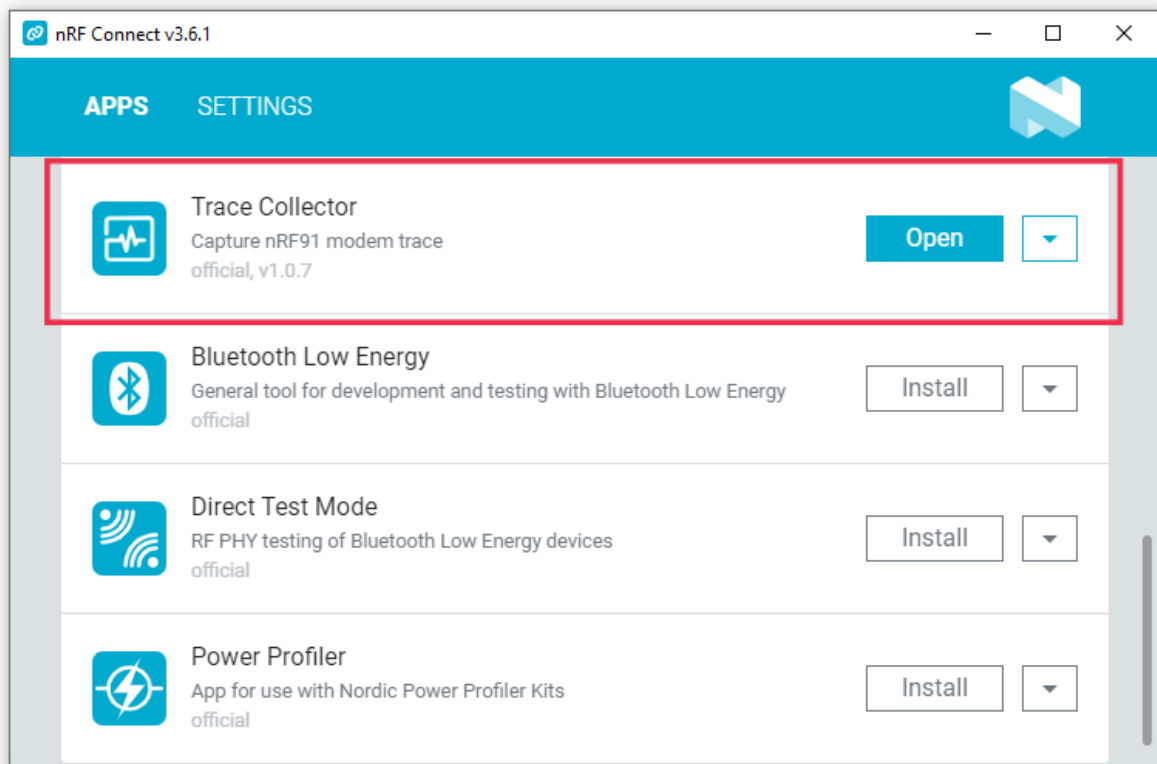 nRF Connect v3.6.1
APPS SETTINGS
Trace Collector
Capture nRF91 modem trace
official, v1.0.7
Open
Bluetooth Low Energy
General tool for development and testing with Bluetooth Low Energy
official
Install
Direct Test Mode
RF PHY testing of Bluetooth Low Energy devices
official
Install
Power Profiler
App for use with Nordic Power Profiler Kits
official
Install